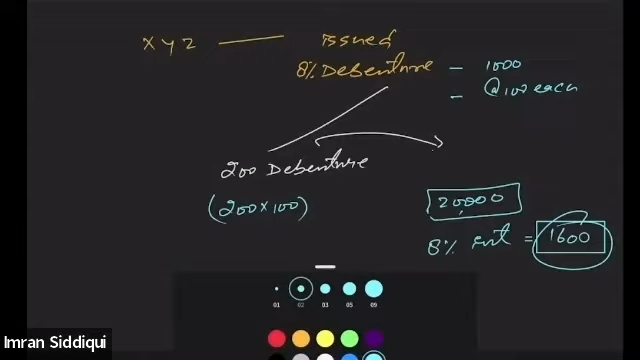 xyz — issued
8% Debenture - 1000
- @100 each
200 Debenture
(200x100)
20,000
8% int = 1600
01 02 03 05 09
Imran Siddiqui